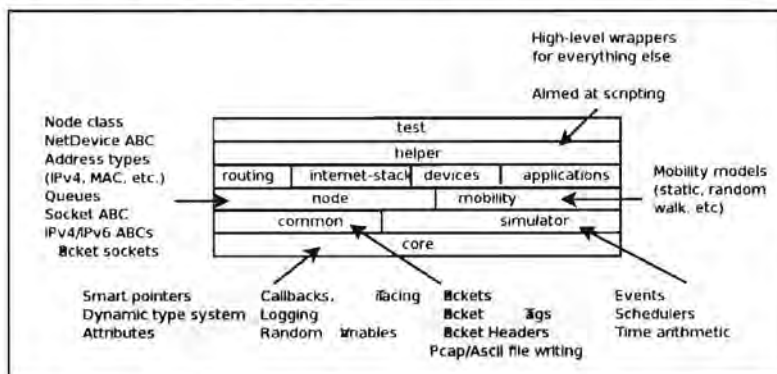 High-level wrappers
for everything else
Aimed at scripting
Node class
NetDevice ABC
Address types
(IPv4, MAC, etc.)
Queues
Socket ABC
IPv4/IPv6 ABCs
test
helper
routing internet-stack devices applications
node mobility
common simulator
core
Mobility models
(static, random
walk, etc)
sockets
Smart pointers
Dynamic type system
Attributes
Callbacks,
Logging
Random
Headers
Pcap/Ascii file writing
Events
Schedulers
Time arithmetic